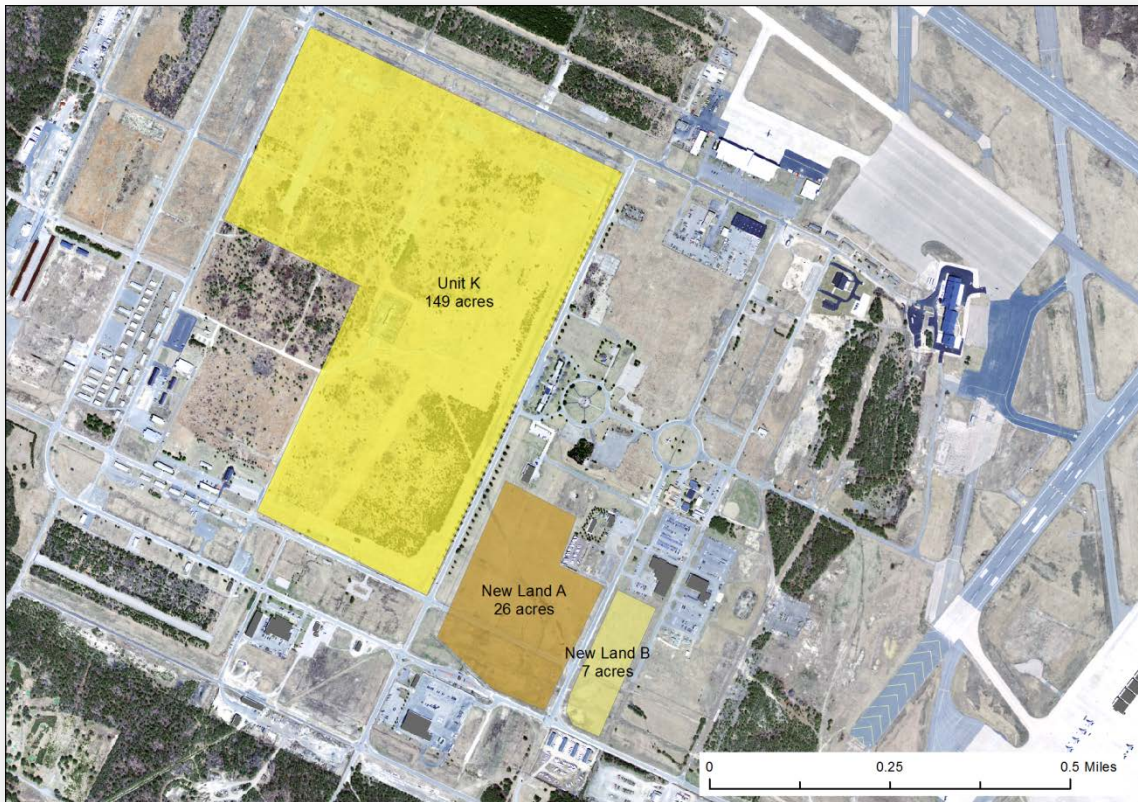 Unit K
149 acres
New Land A
26 acres
New Land B
7 acres
0 0.25 0.5 Miles